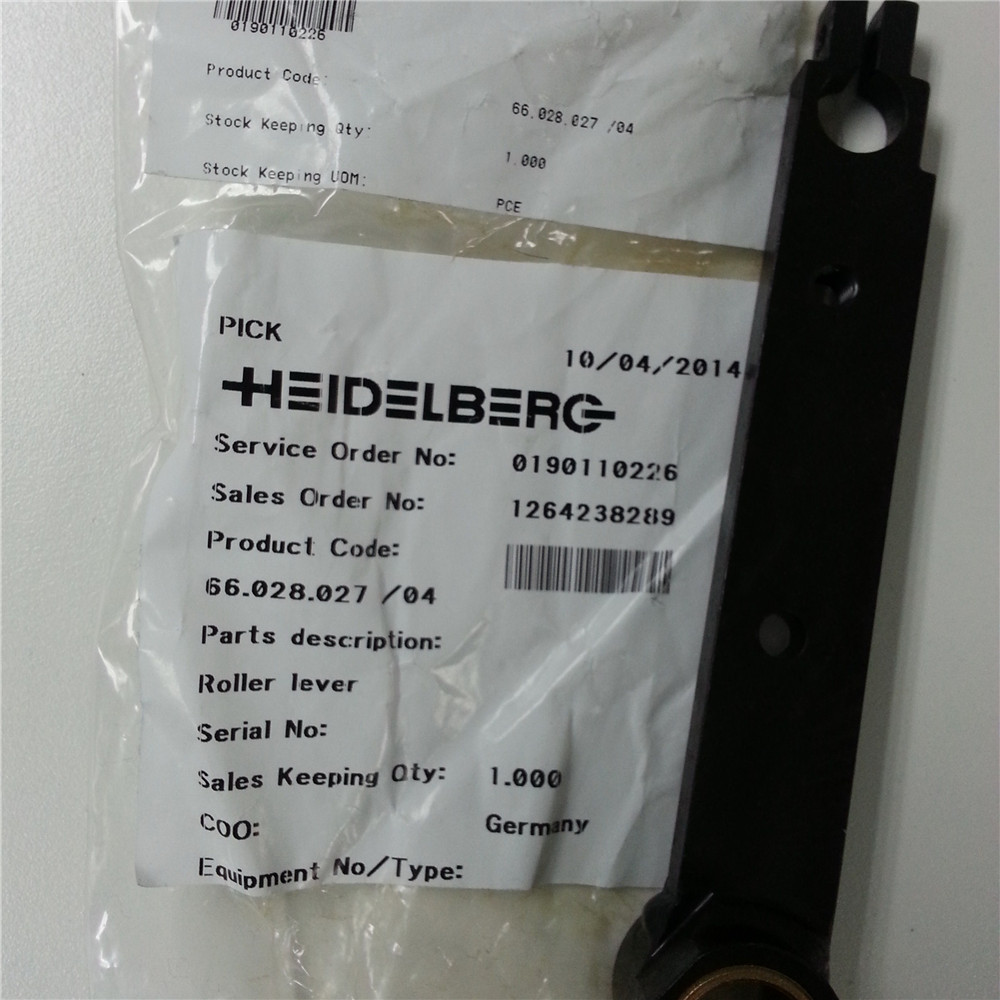 0190110226
Product Code:
66.028.027 /04
Stock Keeping Qty:
1.000
Stock Keeping UOM:
PCE
PICK
10/04/2014
HEIDELBERG
Service Order No: 0190110226
Sales Order No: 1264238289
Product Code:
66.028.027 /04
Parts description:
Roller lever
Serial No:
Sales Keeping Qty: 1.000
COO: Germany
Equipment No/Type: